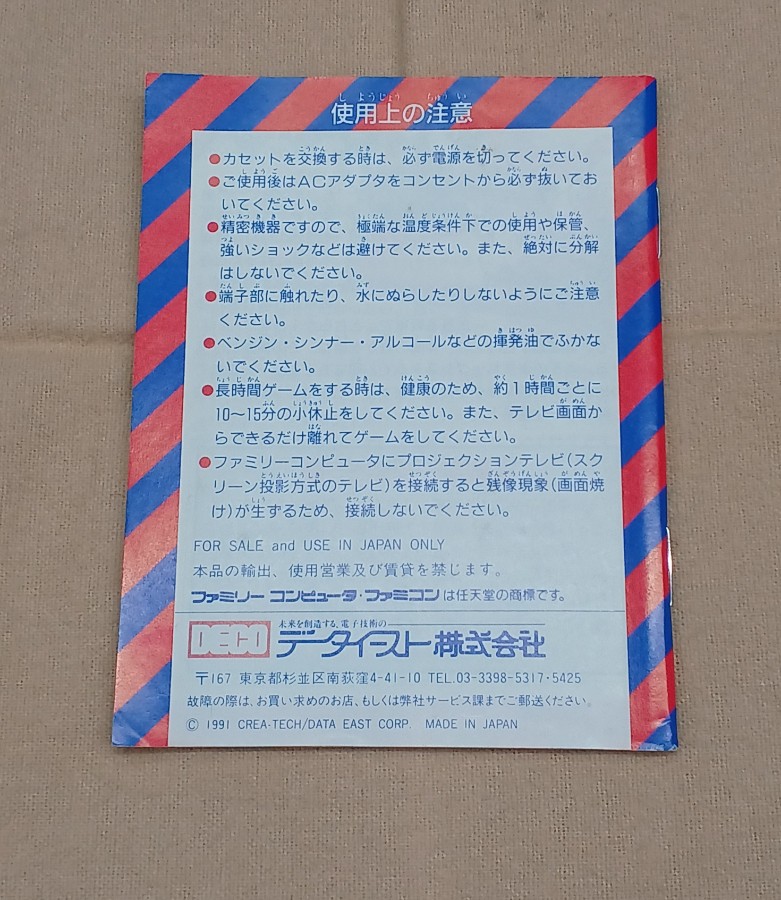 使用上の注意
●カセットを交換する時は、必ず電源を切ってください。
●ご使用後はACアダプタをコンセントから必ず抜いてお
いてください。
●精密機器ですので、極端な温度条件下での使用や保管、
強いショックなどは避けてください。また、絶対に分解
はしないでください。
●端子部に触れたり、水にぬらしたりしないようにご注意
ください。
●ベンジン・シンナー・アルコールなどの揮発油でふかな
いでください。
●長時間ゲームをする時は、健康のため、約1時間ごとに
10〜15分の小休止をしてください。また、テレビ画面か
らできるだけ離れてゲームをしてください。
●ファミリーコンピュータにプロジェクションテレビ(スク
リーン投影方式のテレビ)を接続すると残像現象(画面焼
け)が生ずるため、接続しないでください。
FOR SALE and USE IN JAPAN ONLY
本品の輸出、使用営業及び賃貸を禁じます。
ファミリーコンピュータ・ファミコンは任天堂の商標です。
未来を創造する、電子技術の
DECO データイースト株式会社
〒167 東京都杉並区南荻窪4-41-10 TEL.03-3398-5317・5425
故障の際は、お買い求めのお店、もしくは弊社サービス課までご郵送ください。
© 1991 CREA-TECH/DATA EAST CORP. MADE IN JAPAN